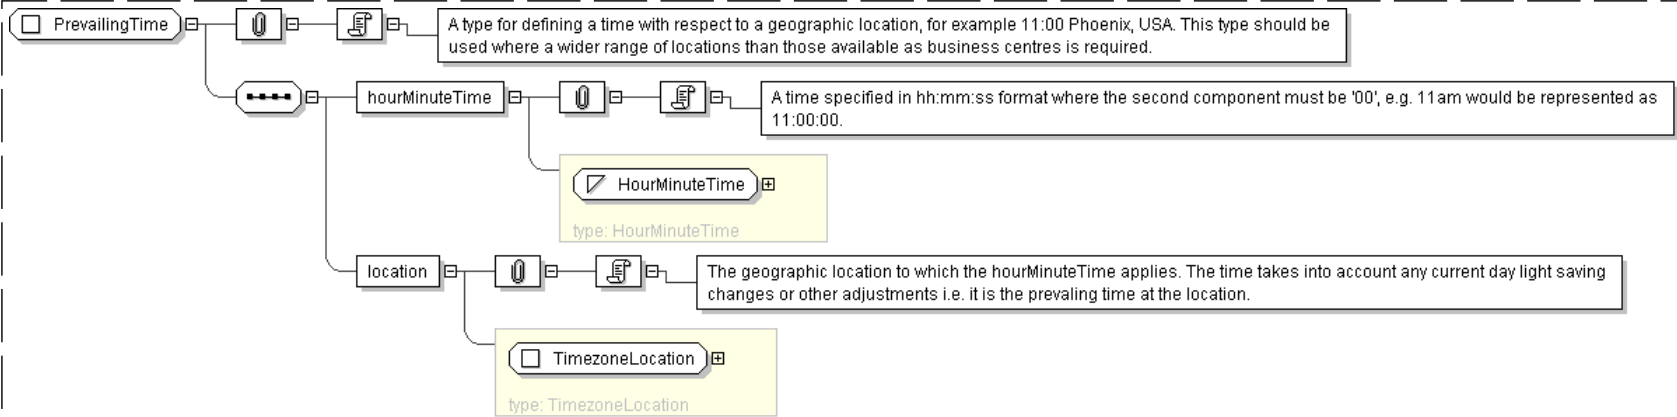 PrevailingTime
A type for defining a time with respect to a geographic location, for example 11:00 Phoenix, USA. This type should be
used where a wider range of locations than those available as business centres is required.
hourMinuteTime
A time specified in hh:mm:ss format where the second component must be '00', e.g. 11am would be represented as
11:00:00.
HourMinuteTime
type: HourMinuteTime
location
The geographic location to which the hourMinuteTime applies. The time takes into account any current day light saving
changes or other adjustments i.e. it is the prevaling time at the location.
TimezoneLocation
type: TimezoneLocation